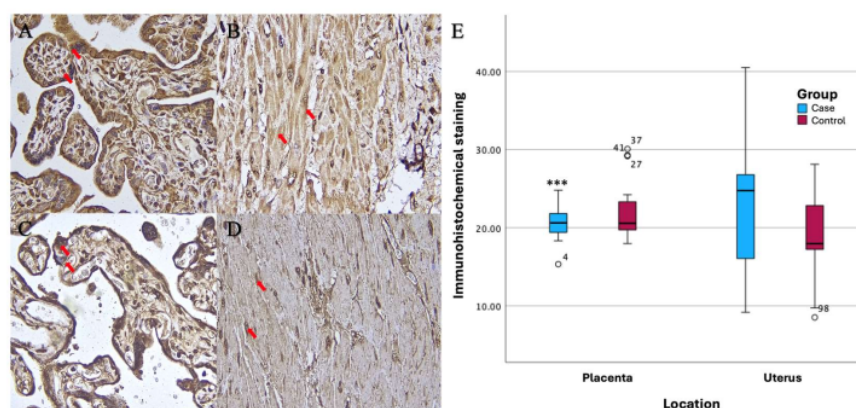 A
B
C
D
E
Immunohistochemical staining
40.00
30.00
20.00
10.00
Group
Case
Control
***
4
41
37
27
98
Placenta
Uterus
Location